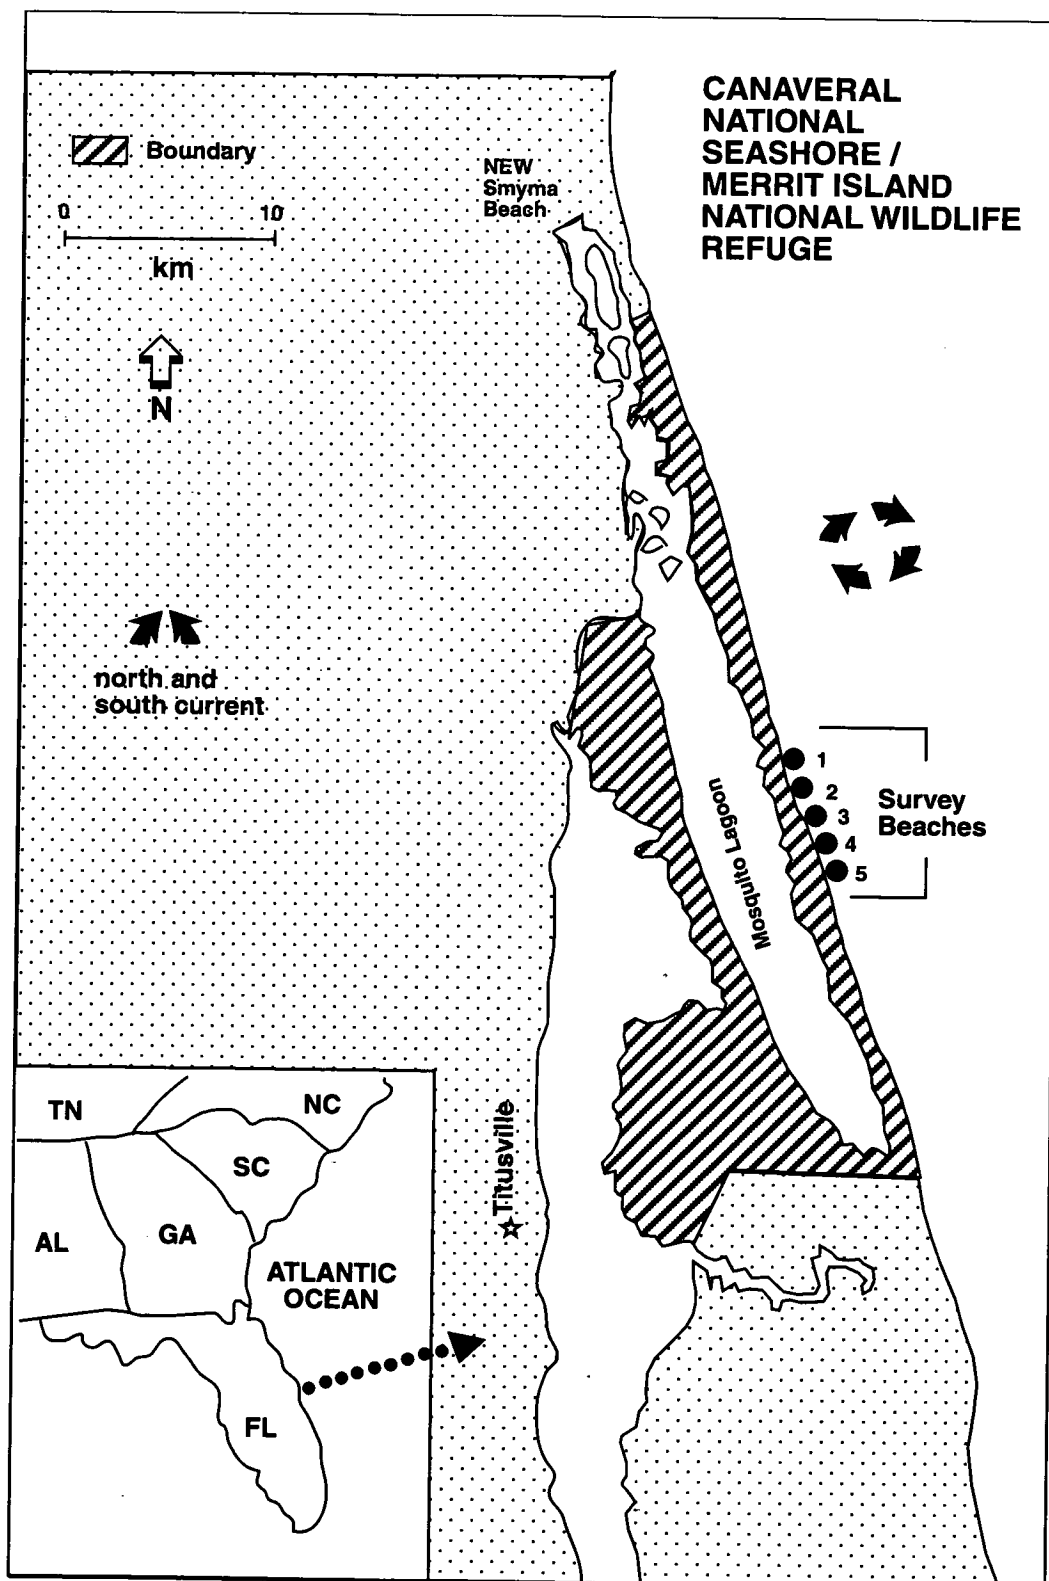 CANAVERAL
NATIONAL
SEASHORE /
MERRIT ISLAND
NATIONAL WILDLIFE
REFUGE
Boundary
0 10
km
N
NEW
Smyrna
Beach
north and
south current
1
2
3
4
5
Survey
Beaches
Mosquito Lagoon
Titusville
TN
NC
SC
AL
GA
ATLANTIC
OCEAN
FL